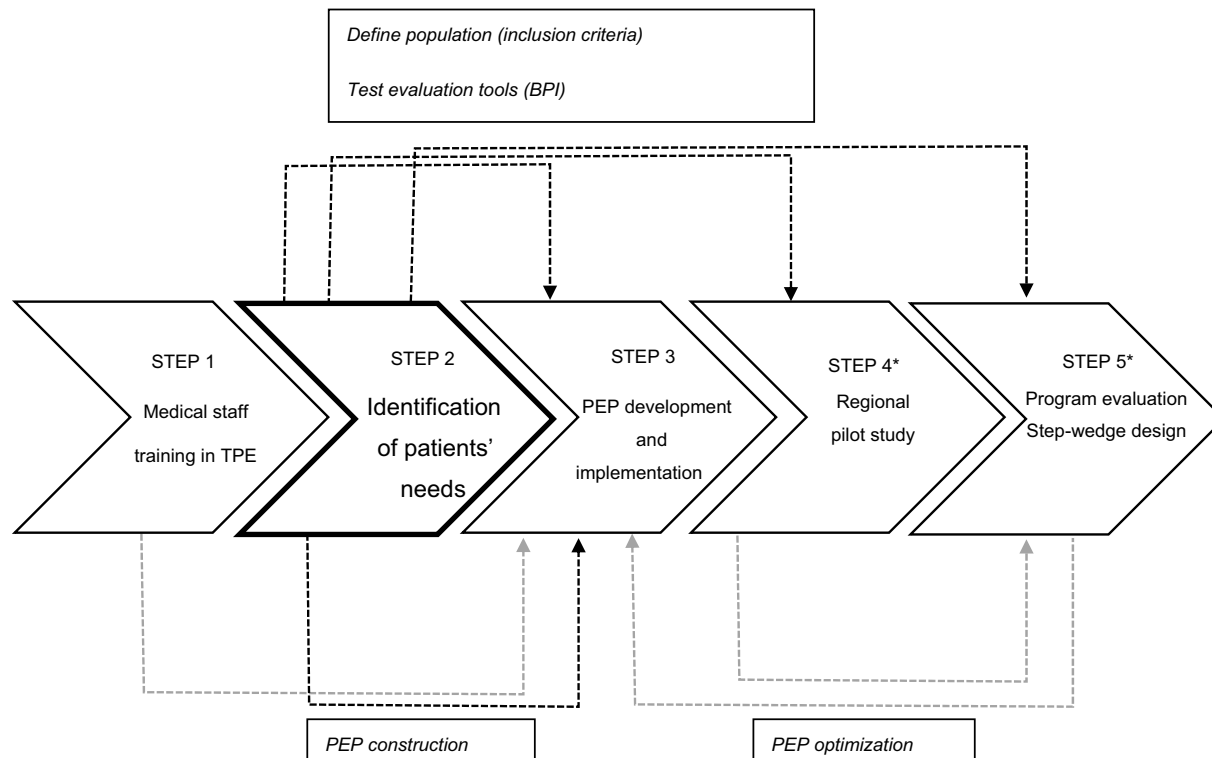 Define population (inclusion criteria)
Test evaluation tools (BPI)
STEP 1
Medical staff
training in TPE
STEP 2
Identification
of patients'
needs
STEP 3
PEP development
and
implementation
STEP 4*
Regional
pilot study
STEP 5*
Program evaluation
Step-wedge design
PEP construction
PEP optimization